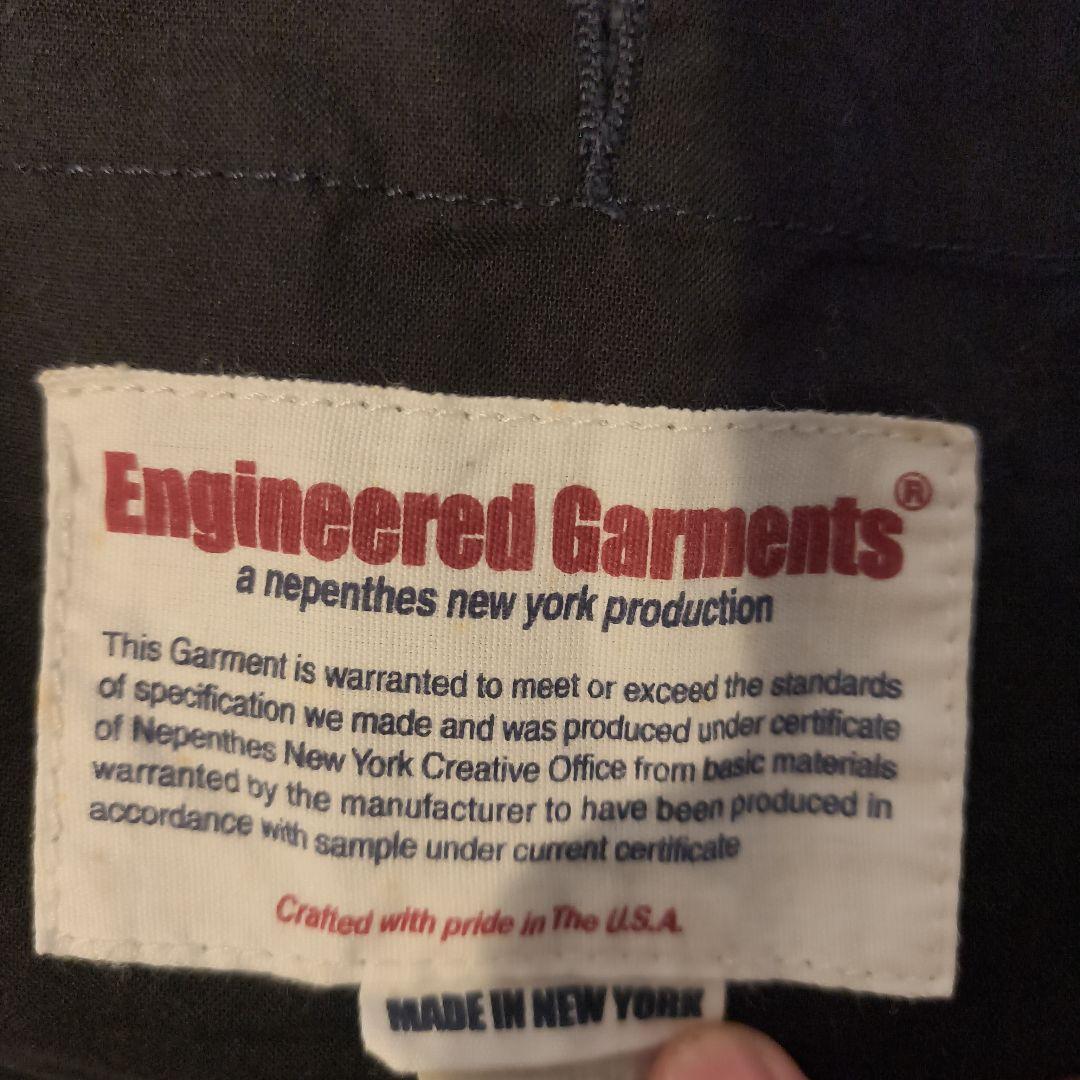 Engineered Garments®
a nepenthes new york production
This Garment is warranted to meet or exceed the standards
of specification we made and was produced under certificate
of Nepenthes New York Creative Office from basic materials
warranted by the manufacturer to have been produced in
accordance with sample under current certificate
Crafted with pride in The U.S.A.
MADE IN NEW YORK